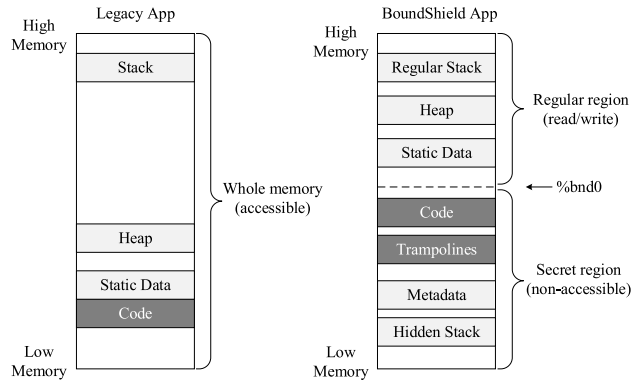 Legacy App
High
Memory
Stack
Heap
Static Data
Code
Low
Memory
Whole memory
(accessible)
BoundShield App
High
Memory
Regular Stack
Heap
Static Data
Code
Trampolines
Metadata
Hidden Stack
Low
Memory
Regular region
(read/write)
%bnd0
Secret region
(non-accessible)